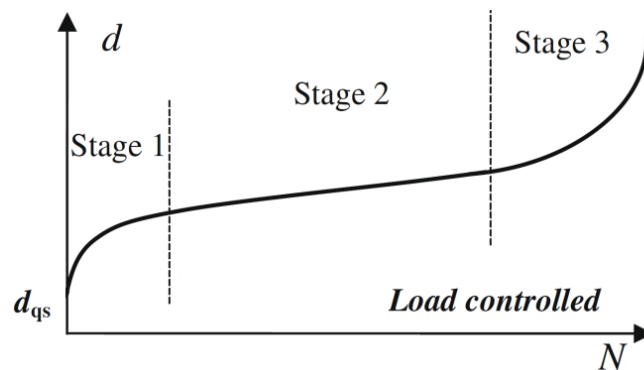 d
Stage 3
Stage 2
Stage 1
d_qs
Load controlled
N